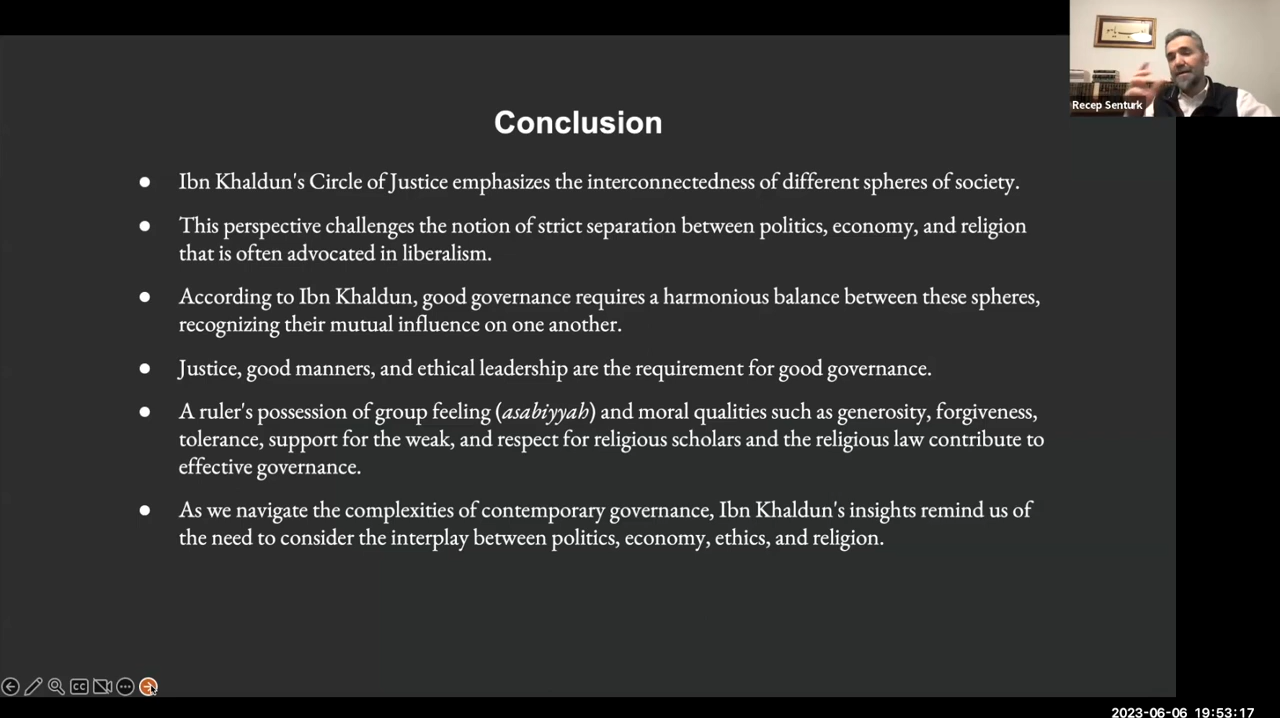 Conclusion
● Ibn Khaldun's Circle of Justice emphasizes the interconnectedness of different spheres of society.
● This perspective challenges the notion of strict separation between politics, economy, and religion
that is often advocated in liberalism.
● According to Ibn Khaldun, good governance requires a harmonious balance between these spheres,
recognizing their mutual influence on one another.
● Justice, good manners, and ethical leadership are the requirement for good governance.
● A ruler's possession of group feeling (asabiyyah) and moral qualities such as generosity, forgiveness,
tolerance, support for the weak, and respect for religious scholars and the religious law contribute to
effective governance.
● As we navigate the complexities of contemporary governance, Ibn Khaldun's insights remind us of
the need to consider the interplay between politics, economy, ethics, and religion.
Recep Senturk
CC
2023-06-06 19:53:17